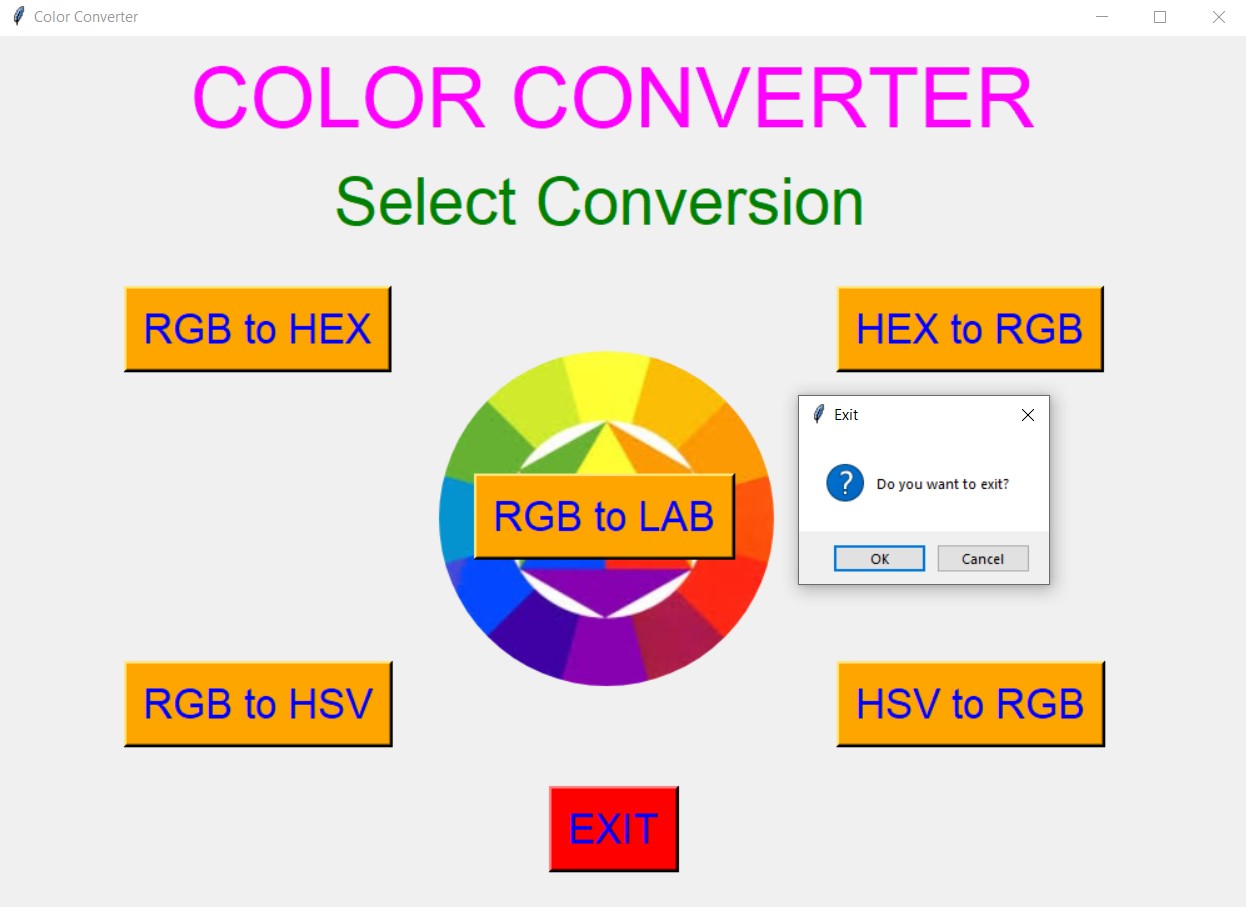 Color Converter
COLOR CONVERTER
Select Conversion
RGB to HEX
HEX to RGB
RGB to LAB
Exit
?
Do you want to exit?
OK
Cancel
RGB to HSV
HSV to RGB
EXIT